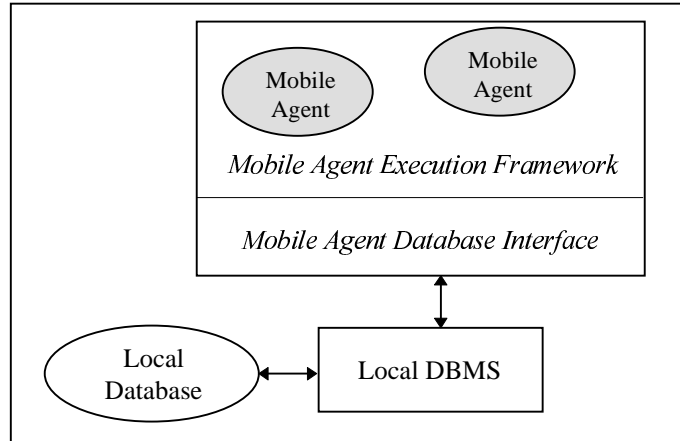 Mobile
Agent
Mobile
Agent
Mobile Agent Execution Framework
Mobile Agent Database Interface
Local
Database
Local DBMS